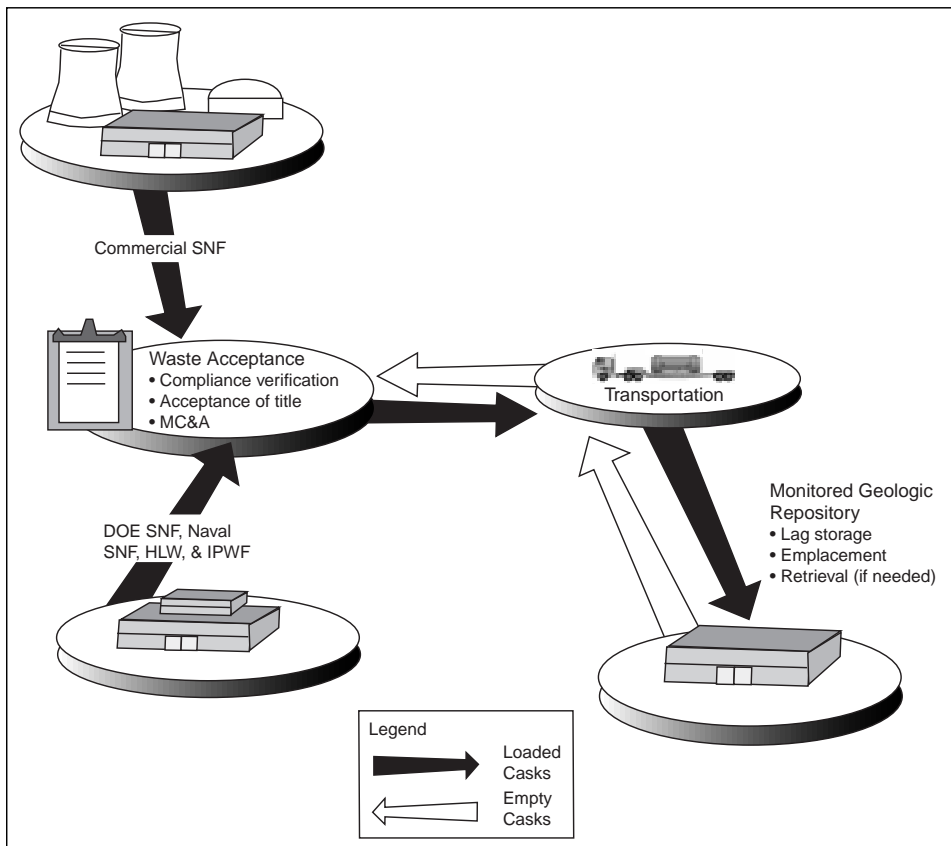 Commercial SNF
Waste Acceptance
• Compliance verification
• Acceptance of title
• MC&A
Transportation
DOE SNF, Naval
SNF, HLW, & IPWF
Monitored Geologic
Repository
• Lag storage
• Emplacement
• Retrieval (if needed)
Legend
Loaded
Casks
Empty
Casks